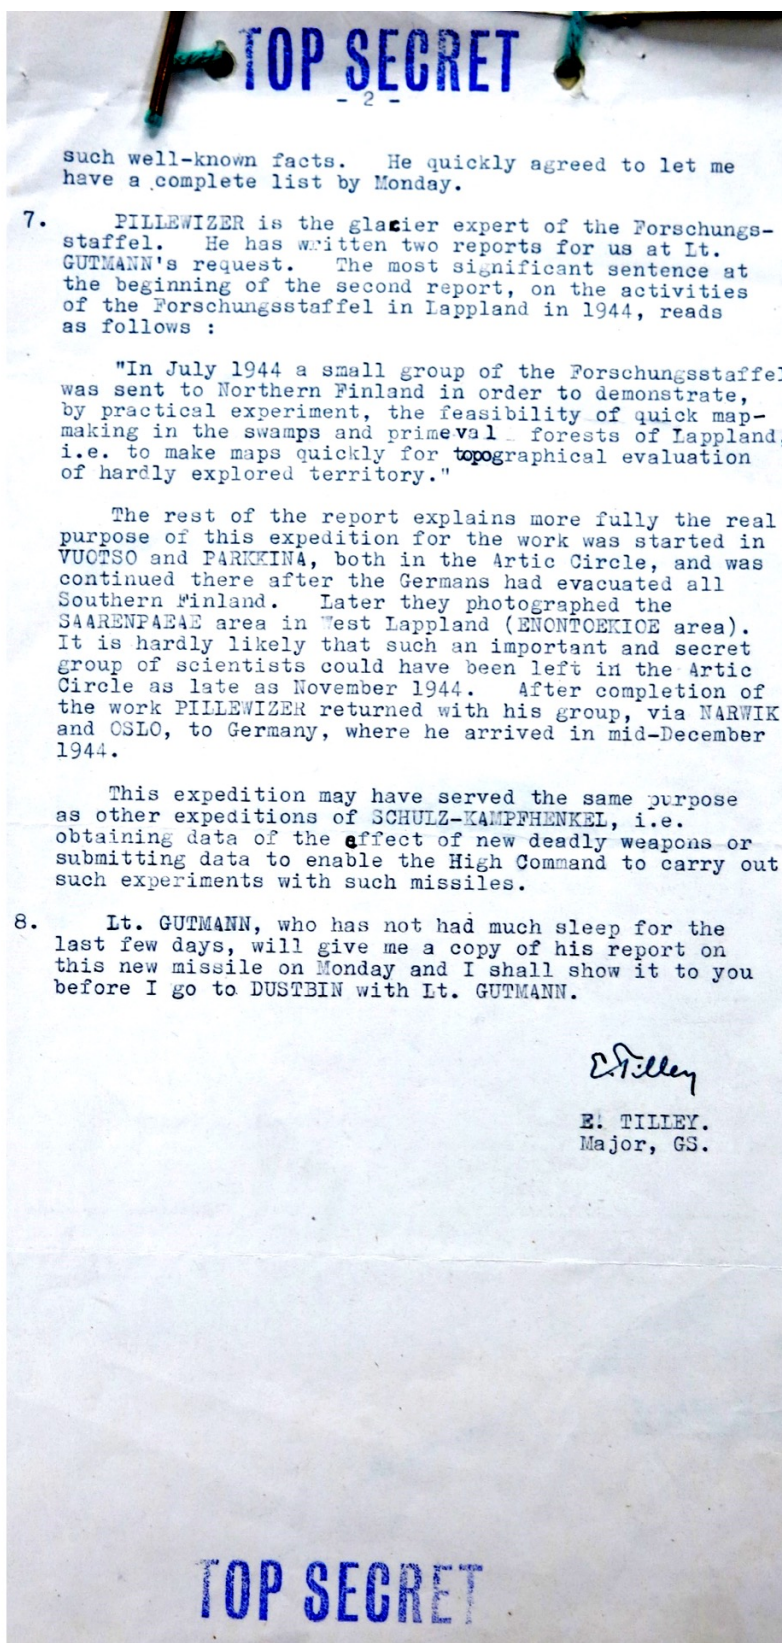 TOP SECRET
- 2 -
such well-known facts. He quickly agreed to let me
have a complete list by Monday.
7. PILLEWIZER is the glacier expert of the Forschungs-
staffel. He has written two reports for us at Lt.
GUTMANN's request. The most significant sentence at
the beginning of the second report, on the activities
of the Forschungsstaffel in Lappland in 1944, reads
as follows :
"In July 1944 a small group of the Forschungsstaffel
was sent to Northern Finland in order to demonstrate,
by practical experiment, the feasibility of quick map-
making in the swamps and primeval forests of Lappland,
i.e. to make maps quickly for topographical evaluation
of hardly explored territory."
The rest of the report explains more fully the real
purpose of this expedition for the work was started in
VUOTSO and PARKKINA, both in the Artic Circle, and was
continued there after the Germans had evacuated all
Southern Finland. Later they photographed the
SAARENPAEAE area in West Lappland (ENONTOEKIOE area).
It is hardly likely that such an important and secret
group of scientists could have been left in the Artic
Circle as late as November 1944. After completion of
the work PILLEWIZER returned with his group, via NARWIK
and OSLO, to Germany, where he arrived in mid-December
1944.
This expedition may have served the same purpose
as other expeditions of SCHULZ-KAMPFHENKEL, i.e.
obtaining data of the effect of new deadly weapons or
submitting data to enable the High Command to carry out
such experiments with such missiles.
8. Lt. GUTMANN, who has not had much sleep for the
last few days, will give me a copy of his report on
this new missile on Monday and I shall show it to you
before I go to DUSTBIN with Lt. GUTMANN.
E. Tilley
E. TILLEY.
Major, GS.
TOP SECRET